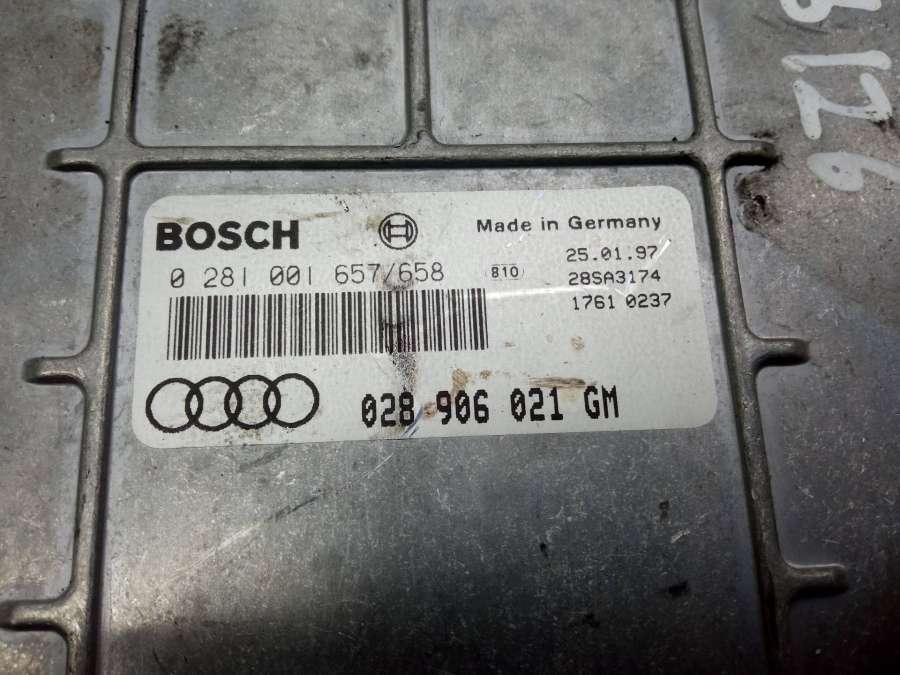 BOSCH
Made in Germany
0 281 001 657/658
810
25.01.97
28SA3174
1761 0237
028 906 021 GM